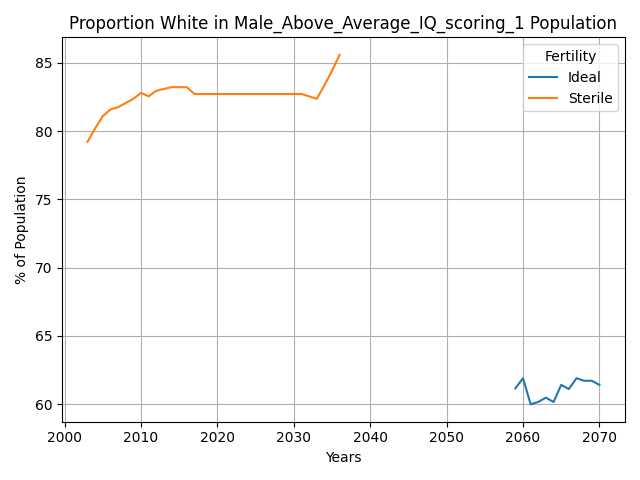 Proportion White in Male_Above_Average_IQ_scoring_1 Population
Fertility
Ideal
Sterile
% of Population
85
80
75
70
65
60
2000 2010 2020 2030 2040 2050 2060 2070
Years